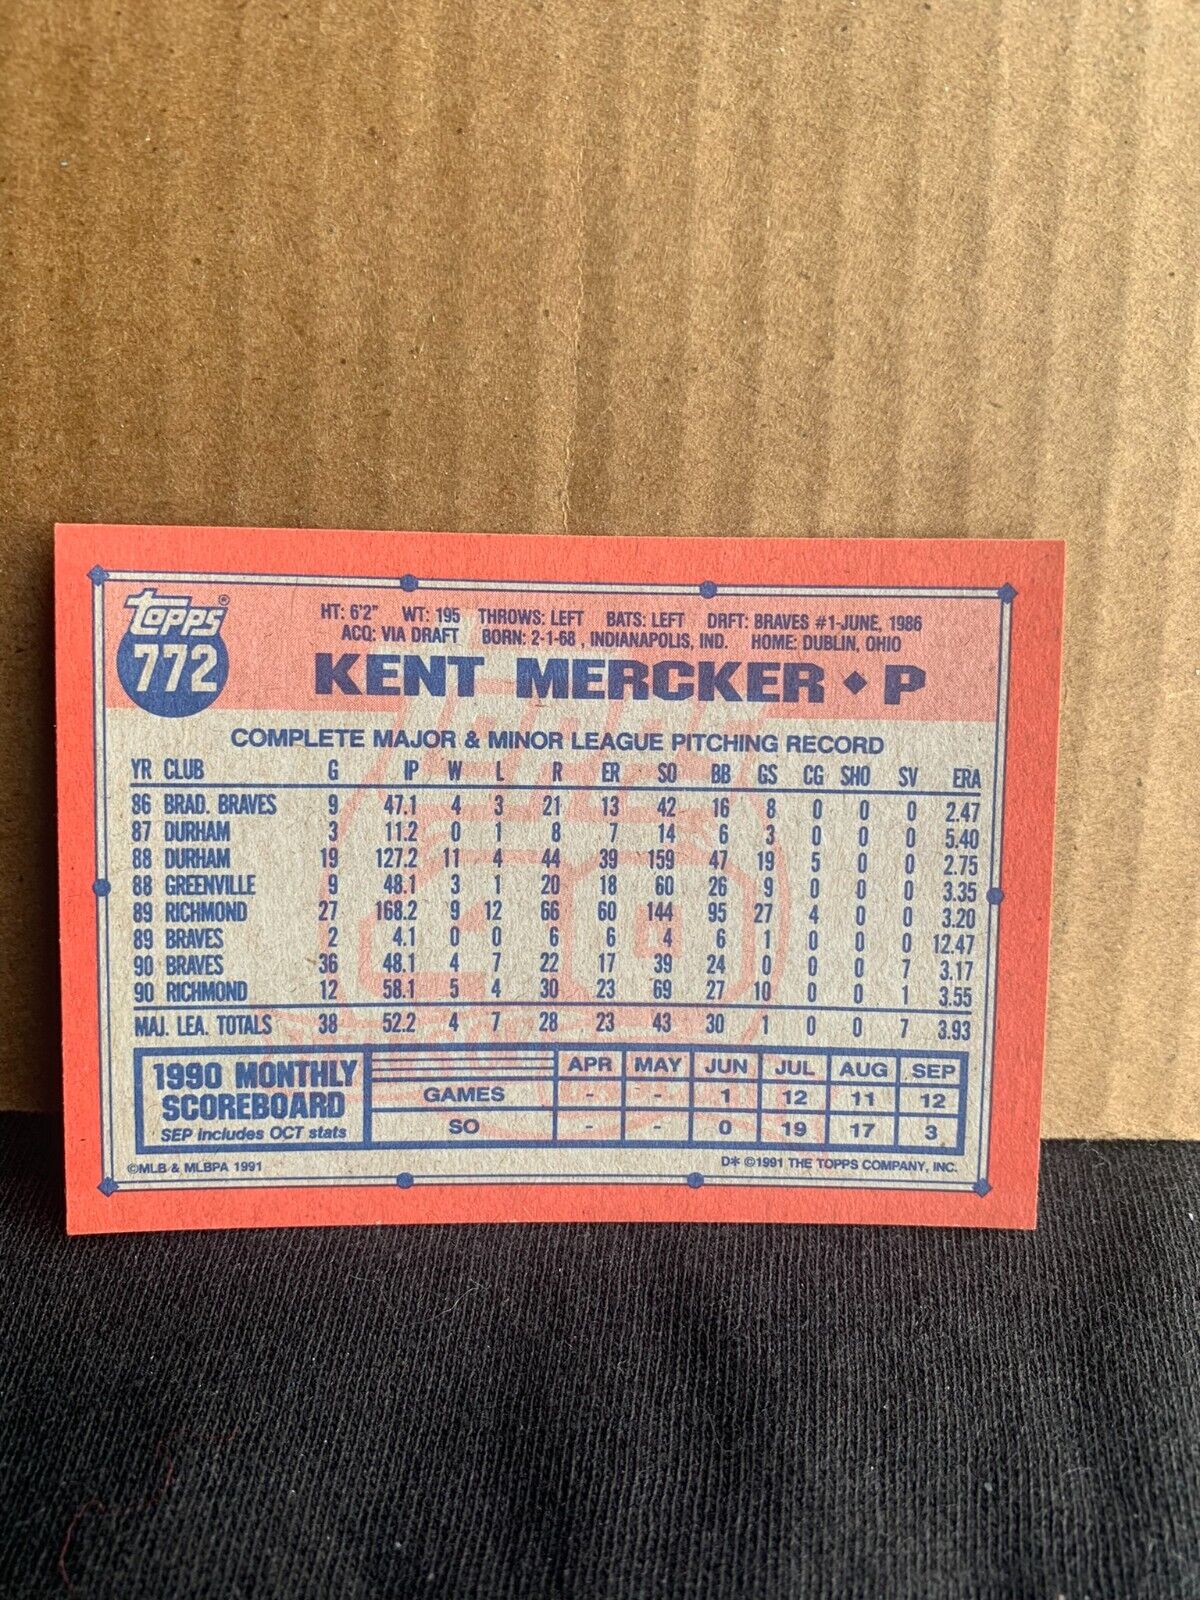 topps®
772
HT: 6'2" WT: 195 THROWS: LEFT BATS: LEFT DRFT: BRAVES #1-JUNE, 1986
ACQ: VIA DRAFT BORN: 2-1-68 , INDIANAPOLIS, IND. HOME: DUBLIN, OHIO
KENT MERCKER ♦ P
COMPLETE MAJOR & MINOR LEAGUE PITCHING RECORD
YR CLUB G IP W L R ER SO BB GS CG SHO SV ERA
86 BRAD. BRAVES 9 47.1 4 3 21 13 42 16 8 0 0 0 2.47
87 DURHAM 3 11.2 0 1 8 7 14 6 3 0 0 0 5.40
88 DURHAM 19 127.2 11 4 44 39 159 47 19 5 0 0 2.75
88 GREENVILLE 9 48.1 3 1 20 18 60 26 9 0 0 0 3.35
89 RICHMOND 27 168.2 9 12 66 60 144 95 27 4 0 0 3.20
89 BRAVES 2 4.1 0 0 6 6 4 6 1 0 0 0 12.47
90 BRAVES 36 48.1 4 7 22 17 39 24 0 0 0 7 3.17
90 RICHMOND 12 58.1 5 4 30 23 69 27 10 0 0 1 3.55
MAJ. LEA. TOTALS 38 52.2 4 7 28 23 43 30 1 0 0 7 3.93
1990 MONTHLY
SCOREBOARD
SEP includes OCT stats
APR MAY JUN JUL AUG SEP
GAMES - - 1 12 11 12
SO - - 0 19 17 3
©MLB & MLBPA 1991
D* ©1991 THE TOPPS COMPANY, INC.